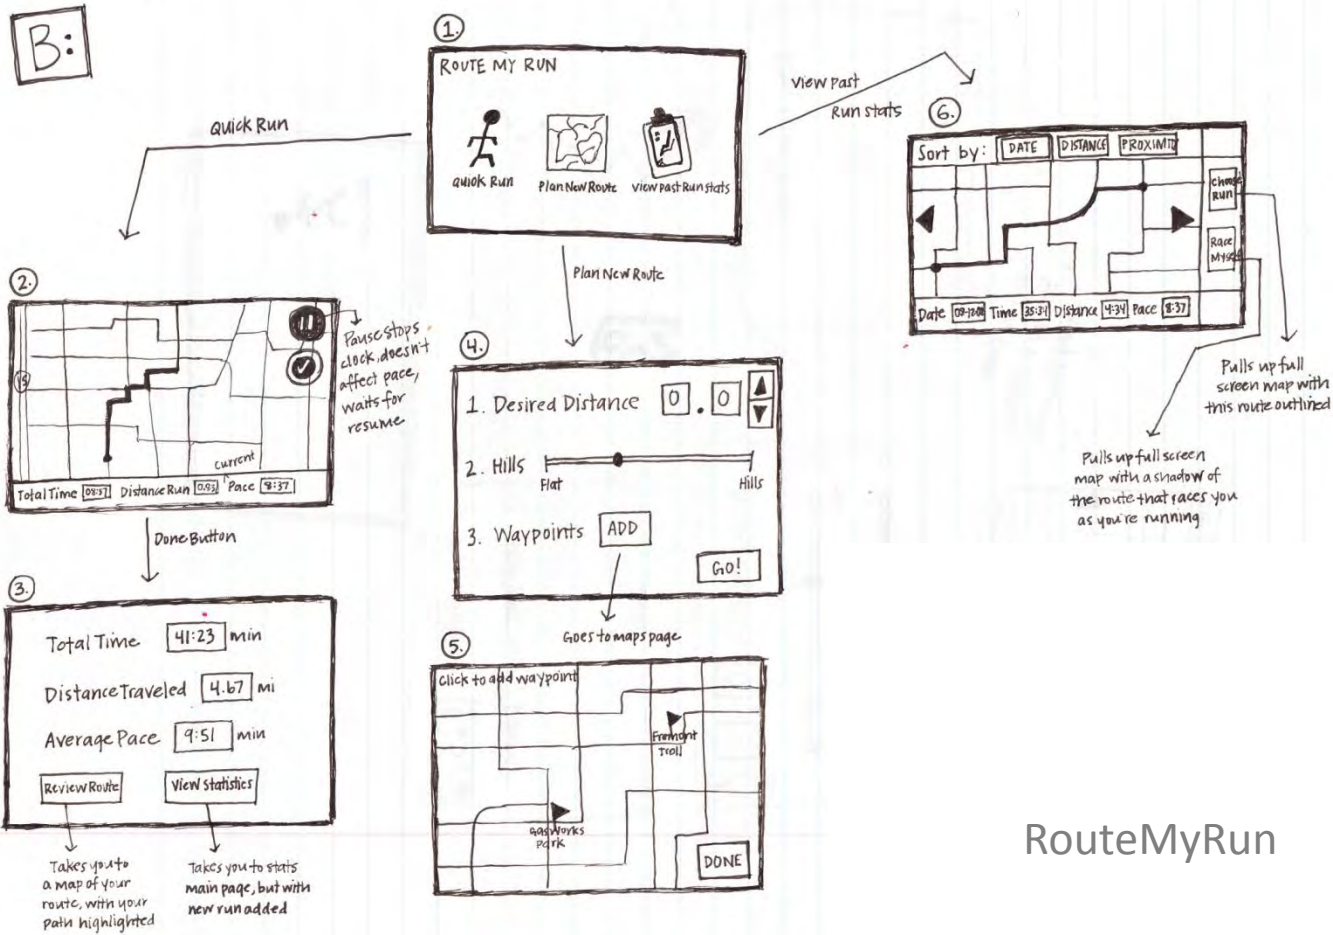 B:
1.
ROUTE MY RUN
Quick Run
Plan New Route
View Past Run Stats
Quick Run
Plan New Route
View Past
Run Stats
2.
I5
Total Time 08:37 Distance Run 0.93 Pace 8:37
current
Pause stops
clock, doesn't
affect pace,
waits for
resume
Done Button
3.
Total Time 41:23 min
Distance Traveled 4.67 mi
Average Pace 9:51 min
Review Route
View Statistics
Takes you to
a map of your
route, with your
path highlighted
Takes you to stats
main page, but with
new run added
4.
1. Desired Distance 0.0
2. Hills
Flat
Hills
3. Waypoints ADD
GO!
Goes to maps page
5.
Click to add waypoint
Fremont
Troll
Gas Works
Park
DONE
6.
Sort by: DATE DISTANCE PROXIMTY
Choose
Run
Race
Myself
Date Time 35:34 Distance 4.34 Pace 8:37
Pulls up full
screen map with
this route outlined
Pulls up full screen
map with a shadow of
the route that races you
as you're running
RouteMyRun